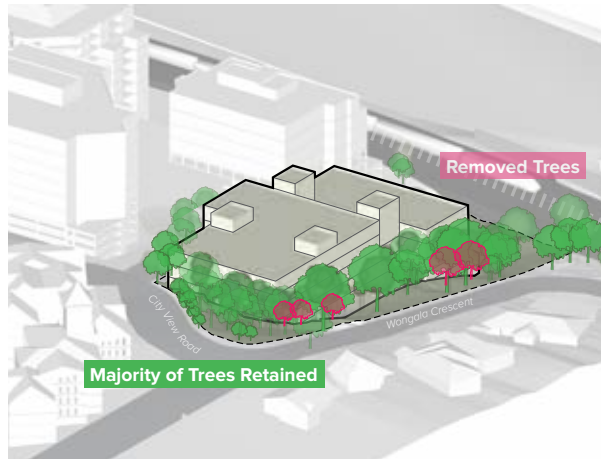 Removed Trees
City View Road
Wongala Crescent
Majority of Trees Retained